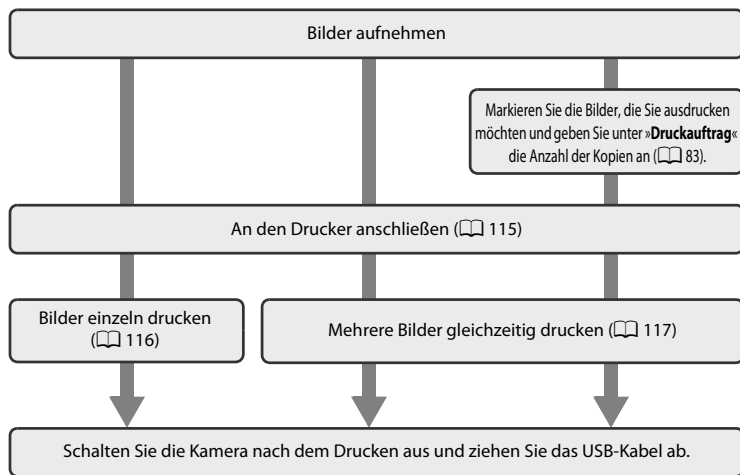 Bilder aufnehmen
Markieren Sie die Bilder, die Sie ausdrucken
möchten und geben Sie unter »Druckauftrag«
die Anzahl der Kopien an (📖 83).
An den Drucker anschließen (📖 115)
Bilder einzeln drucken
(📖 116)
Mehrere Bilder gleichzeitig drucken (📖 117)
Schalten Sie die Kamera nach dem Drucken aus und ziehen Sie das USB-Kabel ab.